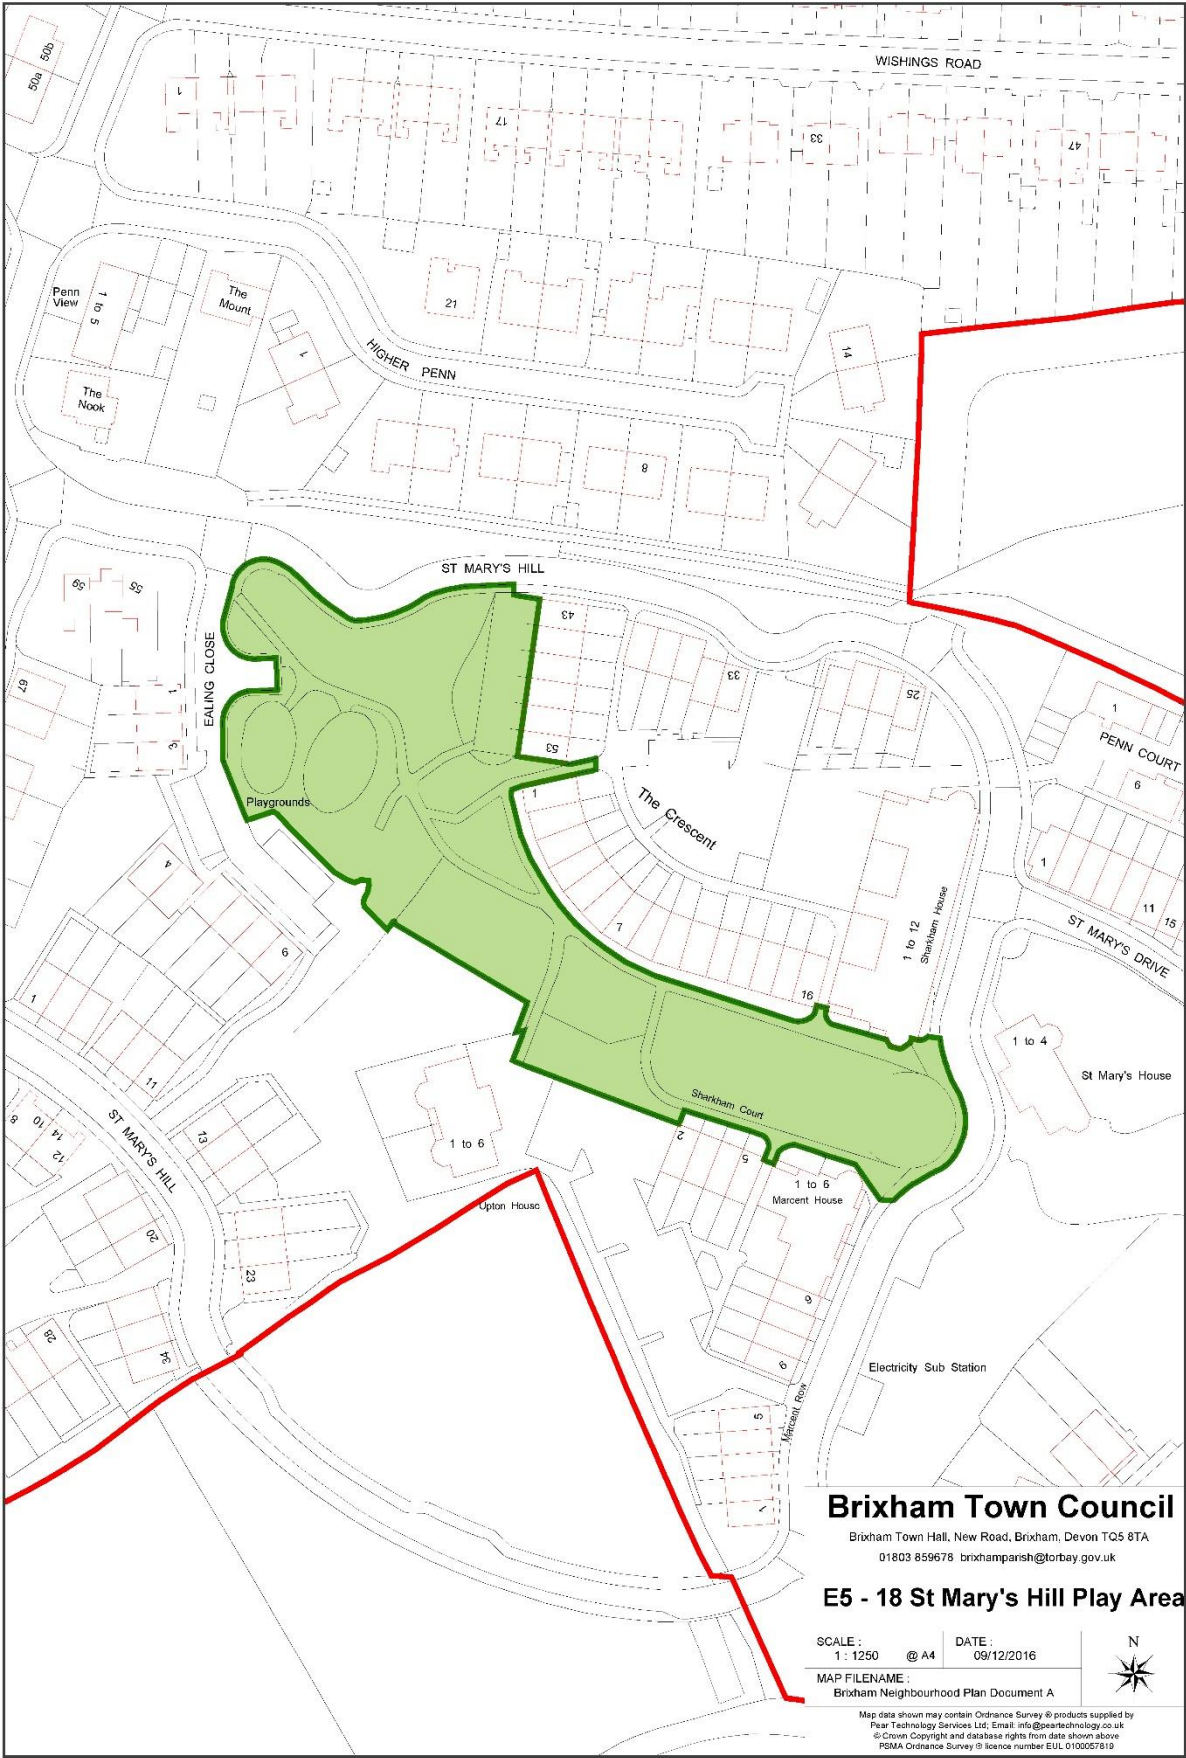 WISHINGS ROAD
50a 50b
1
17
33
47
Penn
View
1 to 5
The
Mount
The
Nook
1
21
14
HIGHER PENN
8
ST MARY'S HILL
59
55
EALING CLOSE
67
1
3
43
53
33
25
1
PENN COURT
6
Playgrounds
1
The Crescent
7
16
1 to 12
Sharkham House
1
11
15
ST MARY'S DRIVE
4
6
1
11
1 to 4
St Mary's House
Sharkham Court
2
5
1 to 6
Marcent House
1 to 6
Upton House
8
10
12
14
ST MARY'S HILL
13
20
23
28
34
6
9
Electricity Sub Station
Marcent Row
5
1
Brixham Town Council
Brixham Town Hall, New Road, Brixham, Devon TQ5 8TA
01803 859678 brixhamparish@torbay.gov.uk
E5 - 18 St Mary's Hill Play Area
SCALE :
1 : 1250 @ A4
DATE :
09/12/2016
N
MAP FILENAME :
Brixham Neighbourhood Plan Document A
Map data shown may contain Ordnance Survey ® products supplied by
Pear Technology Services Ltd; Email: info@peartechnology.co.uk
© Crown Copyright and database rights from date shown above
PSMA Ordnance Survey ® licence number EUL 0100057819